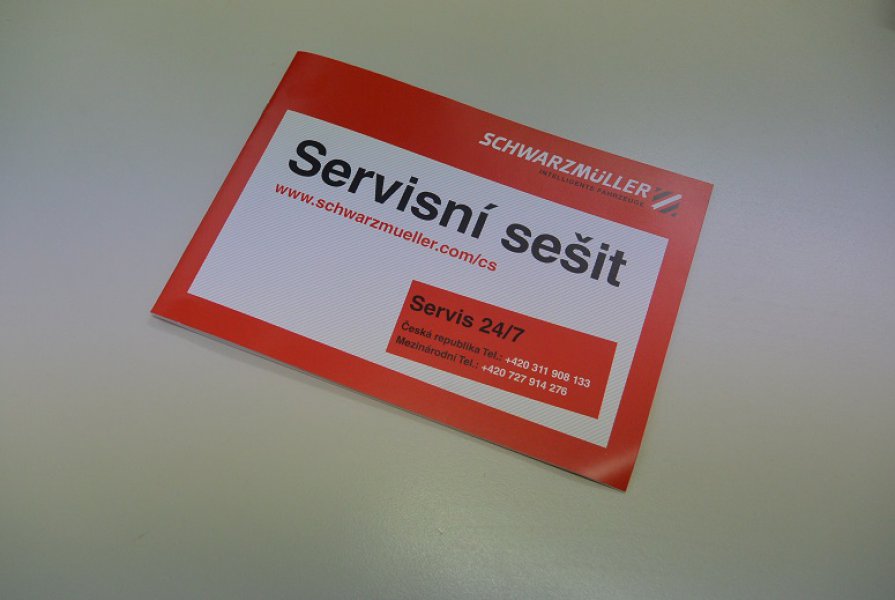 SCHWARZMÜLLER
INTELLIGENTE FAHRZEUGE
Servisní sešit
www.schwarzmueller.com/cs
Servis 24/7
Česká republika Tel.: +420 311 908 133
Mezinárodní Tel.: +420 727 914 276